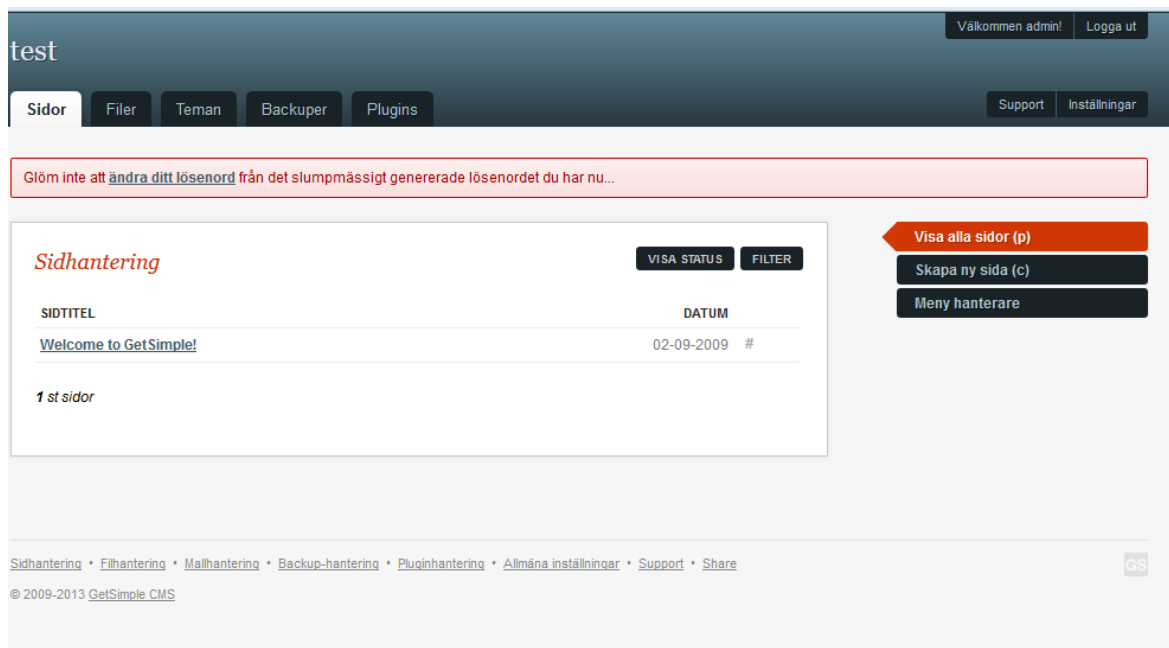 Välkommen admin! Logga ut
test
Sidor Filer Teman Backuper Plugins Support Inställningar
Glöm inte att ändra ditt lösenord från det slumpmässigt genererade lösenordet du har nu...
Sidhantering VISA STATUS FILTER
SIDTITEL DATUM
Welcome to GetSimple! 02-09-2009 #
1 st sidor
Visa alla sidor (p)
Skapa ny sida (c)
Meny hanterare
Sidhantering • Filhantering • Mallhantering • Backup-hantering • Pluginhantering • Allmäna inställningar • Support • Share
GS
© 2009-2013 GetSimple CMS